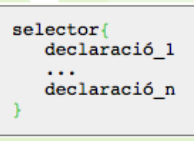 selector{
declaració_1
...
declaració_n
}